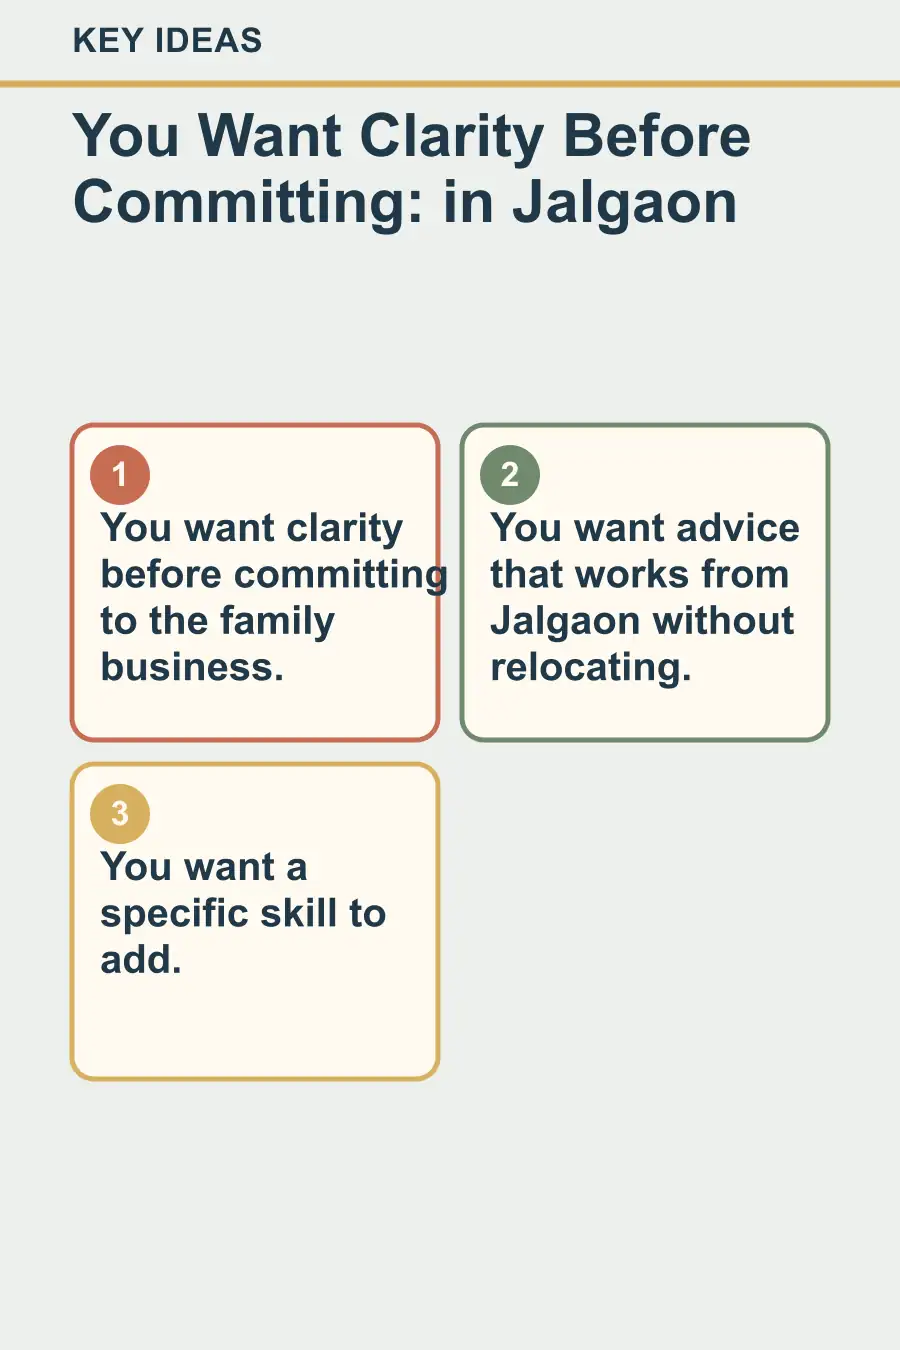 KEY IDEAS
You Want Clarity Before
Committing: in Jalgaon
1
You want clarity
before committing
to the family
business.
2
You want advice
that works from
Jalgaon without
relocating.
3
You want a
specific skill to
add.